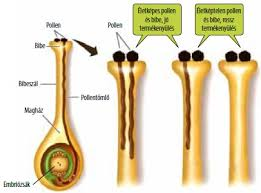 Pollen
Bibe
Bibeszál
Magház
Pollentömlő
Embriózsák
Pollen
Életképes pollen
és bibe, jó
termékenyülés
Életképtelen pollen
és bibe, rossz
termékenyülés